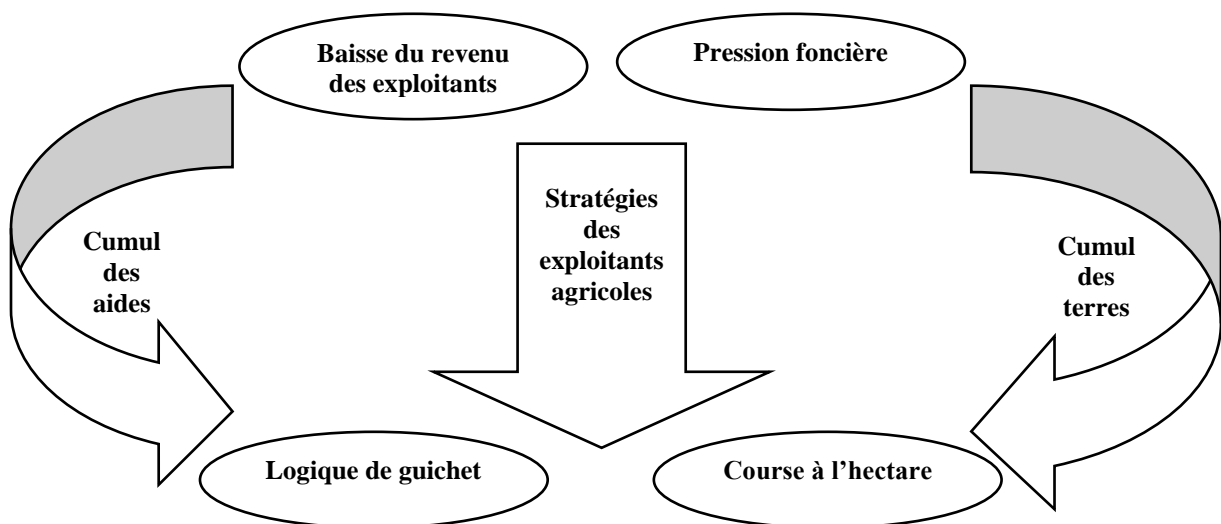 Baisse du revenu
des exploitants
Pression foncière
Stratégies
des
exploitants
agricoles
Cumul
des
aides
Cumul
des
terres
Logique de guichet
Course à l’hectare